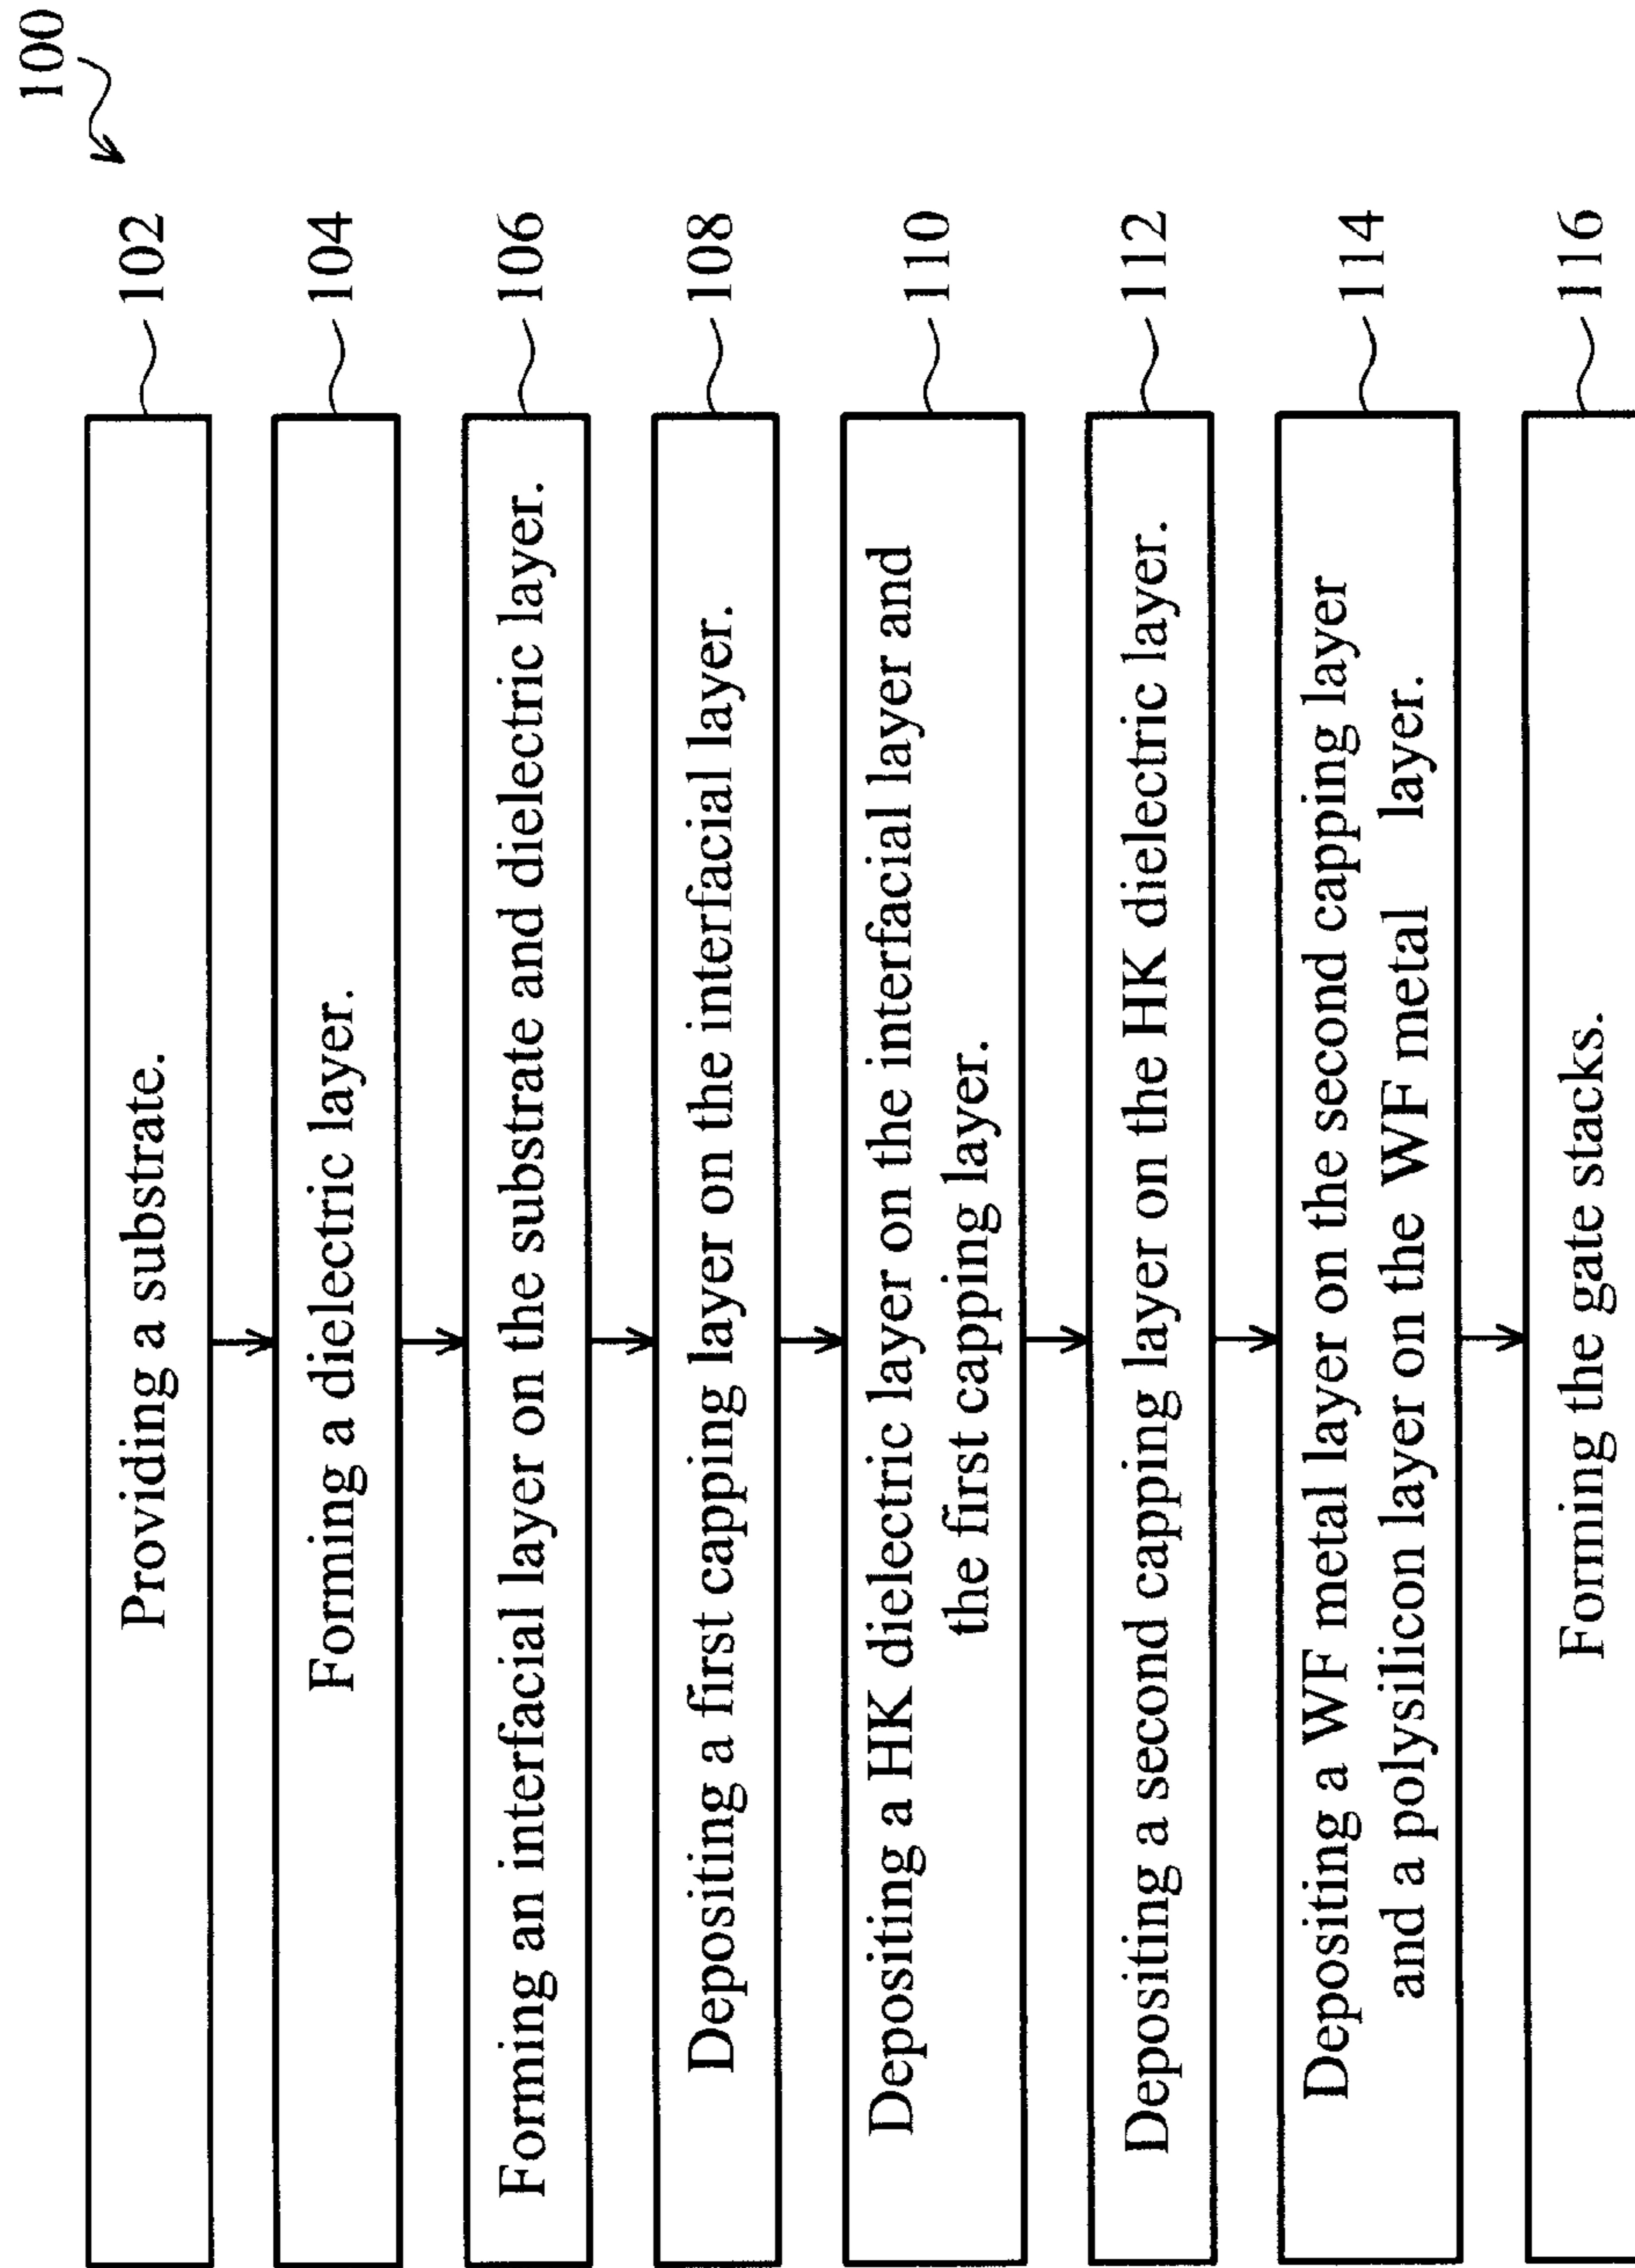 100
Providing a substrate.
102
Forming a dielectric layer.
104
Forming an interfacial layer on the substrate and dielectric layer.
106
Depositing a first capping layer on the interfacial layer.
108
Depositing a HK dielectric layer on the interfacial layer and
the first capping layer.
110
Depositing a second capping layer on the HK dielectric layer.
112
Depositing a WF metal layer on the second capping layer
and a polysilicon layer on the WF metal layer.
114
Forming the gate stacks.
116